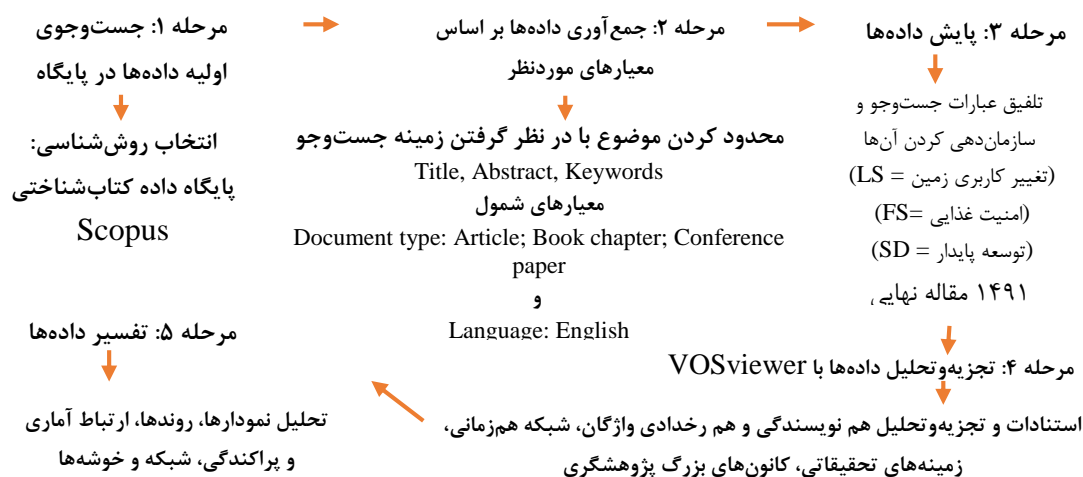 مرحله ۱: جست‌وجوی
اولیه داده‌ها در پایگاه
انتخاب روش‌شناسی:
پایگاه داده کتاب‌شناختی
Scopus
مرحله ۲: جمع‌آوری داده‌ها بر اساس
معیارهای موردنظر
محدود کردن موضوع با در نظر گرفتن زمینه جست‌وجو
Title, Abstract, Keywords
معیارهای شمول
Document type: Article; Book chapter; Conference
paper
و
Language: English
مرحله ۳: پایش داده‌ها
تلفیق عبارات جست‌وجو و
سازمان‌دهی کردن آن‌ها
(تغییر کاربری زمین = LS)
(امنیت غذایی =FS)
(توسعه پایدار = SD)
۱۴۹۱ مقاله نهایی
مرحله ۴: تجزیه‌وتحلیل داده‌ها با VOSviewer
استنادات و تجزیه‌وتحلیل هم نویسندگی و هم رخدادی واژگان، شبکه هم‌زمانی،
زمینه‌های تحقیقاتی، کانون‌های بزرگ پژوهشگری
مرحله ۵: تفسیر داده‌ها
تحلیل نمودارها، روندها، ارتباط آماری
و پراکندگی، شبکه و خوشه‌ها